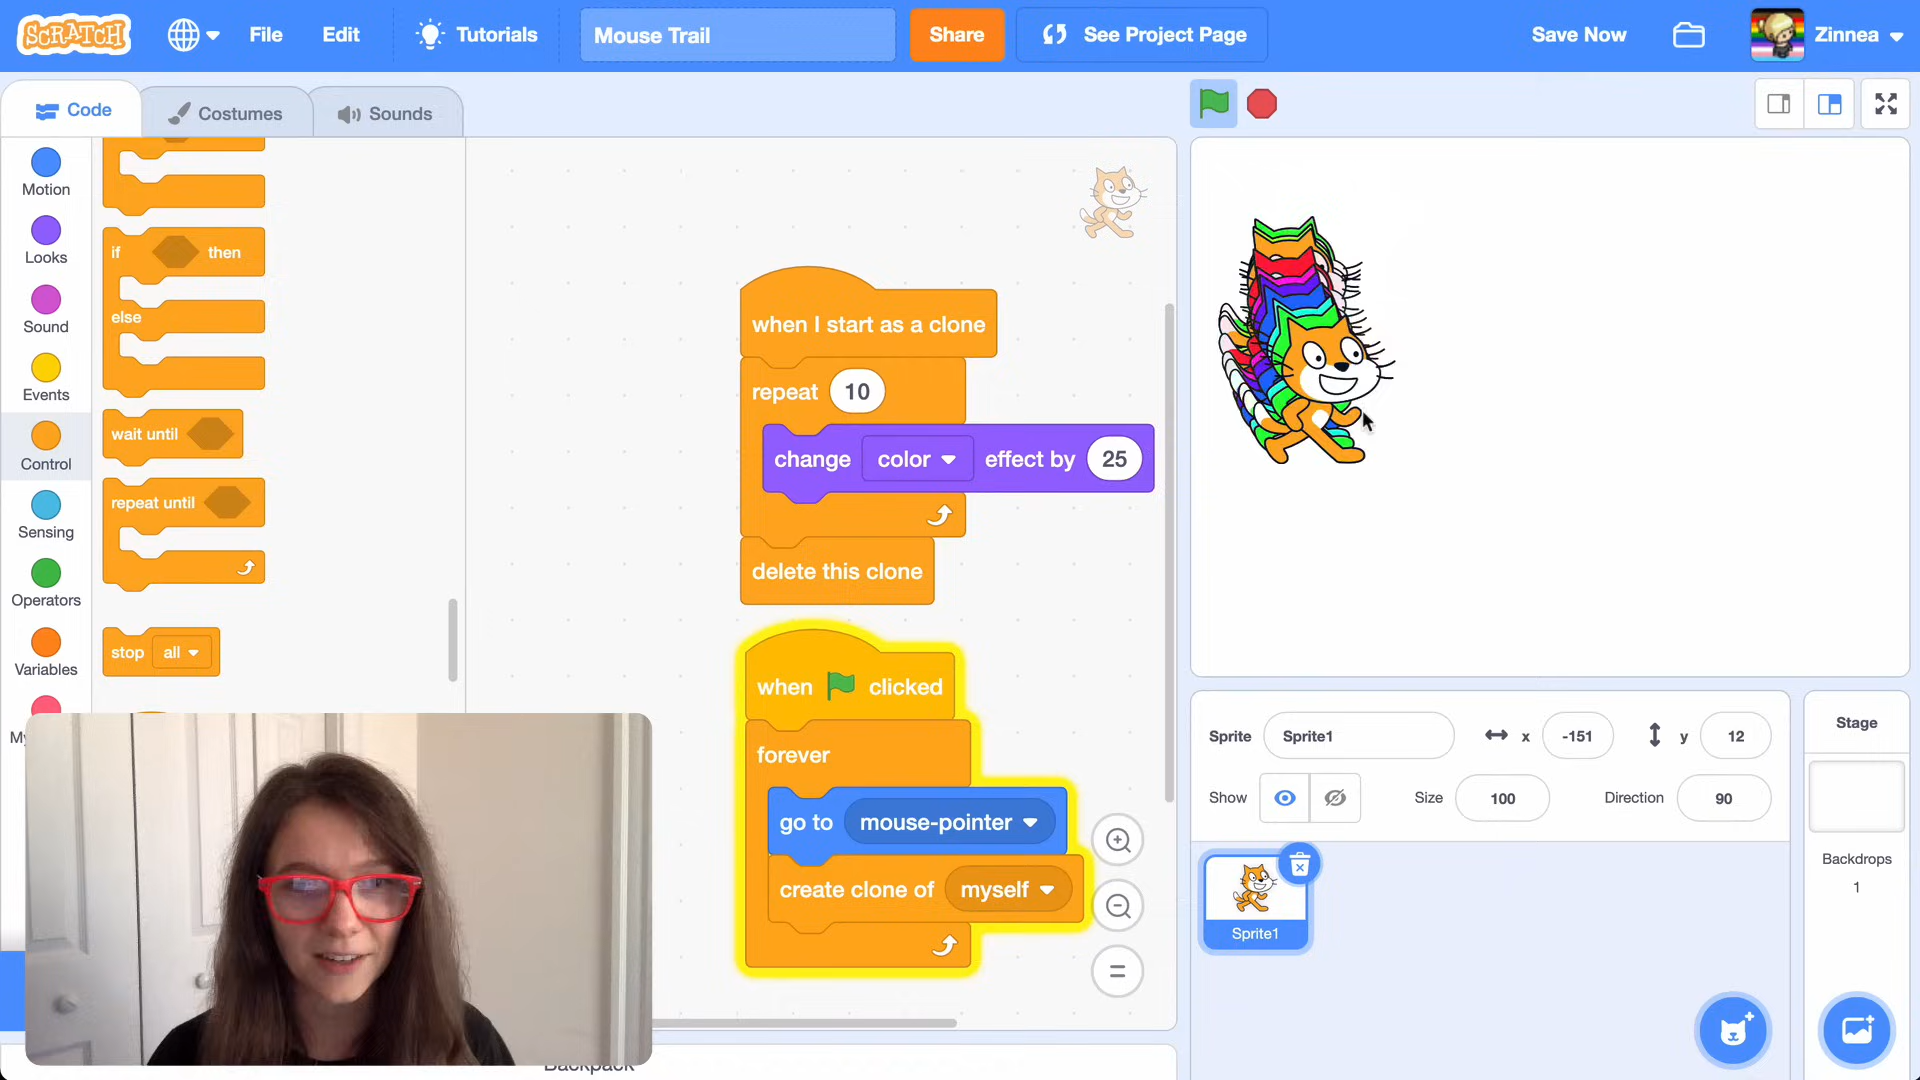 SCRATCH
File
Edit
Tutorials
Mouse Trail
Share
See Project Page
Save Now
Zinnea
Code
Costumes
Sounds
Motion
Looks
Sound
Events
Control
Sensing
Operators
Variables
My
if then
else
wait until
repeat until
stop all
when I start as a clone
repeat 10
change color effect by 25
delete this clone
when clicked
forever
go to mouse-pointer
create clone of myself
Sprite Sprite1 x -151 y 12
Show Size 100 Direction 90
Sprite1
Stage
Backdrops
1
Backpack